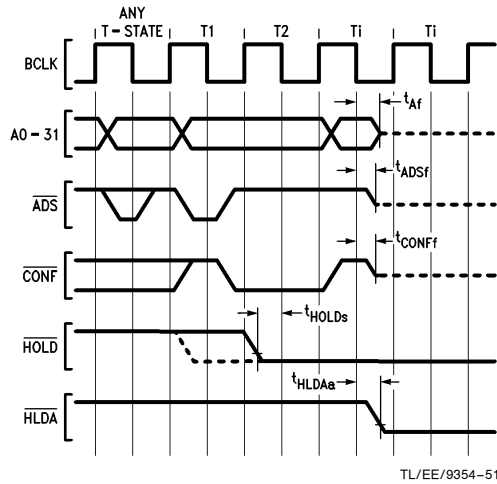 ANY
T-STATE T1 T2 Ti Ti
BCLK
tAf
A0-31
tADSf
ADS
tCONFf
CONF
tHOLDs
HOLD
tHLDAa
HLDA
TL/EE/9354-51